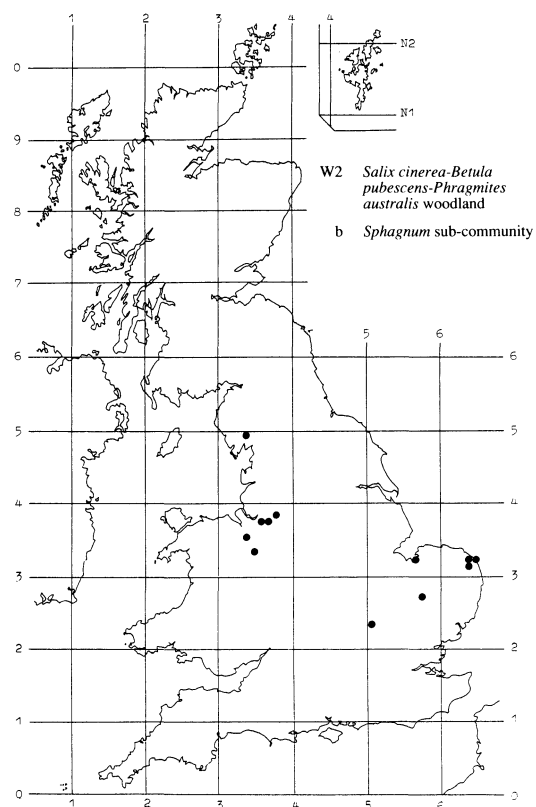 1 2 3 4
0
N2
N1
9
W2 Salix cinerea-Betula
pubescens-Phragmites
australis woodland
8
b Sphagnum sub-community
7
5 6
6 6
5 5
4 4
3 3
2 2
1 1
0 0
1 2 3 4 5 6